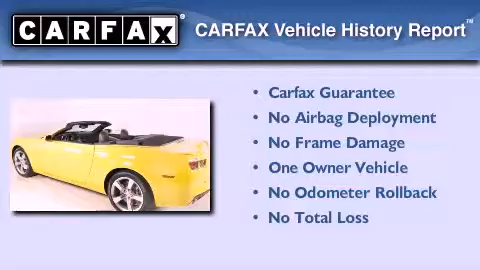 CARFAX® CARFAX Vehicle History Report™
• Carfax Guarantee
• No Airbag Deployment
• No Frame Damage
• One Owner Vehicle
• No Odometer Rollback
• No Total Loss